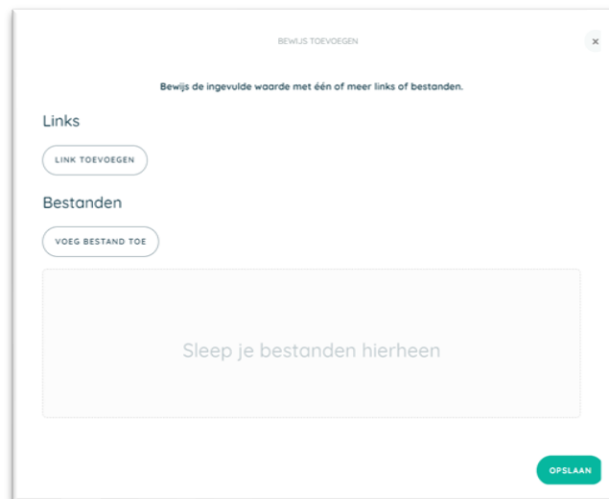 BEWIJS TOEVOEGEN
×
Bewijs de ingevulde waarde met één of meer links of bestanden.
Links
LINK TOEVOEGEN
Bestanden
VOEG BESTAND TOE
Sleep je bestanden hierheen
OPSLAAN